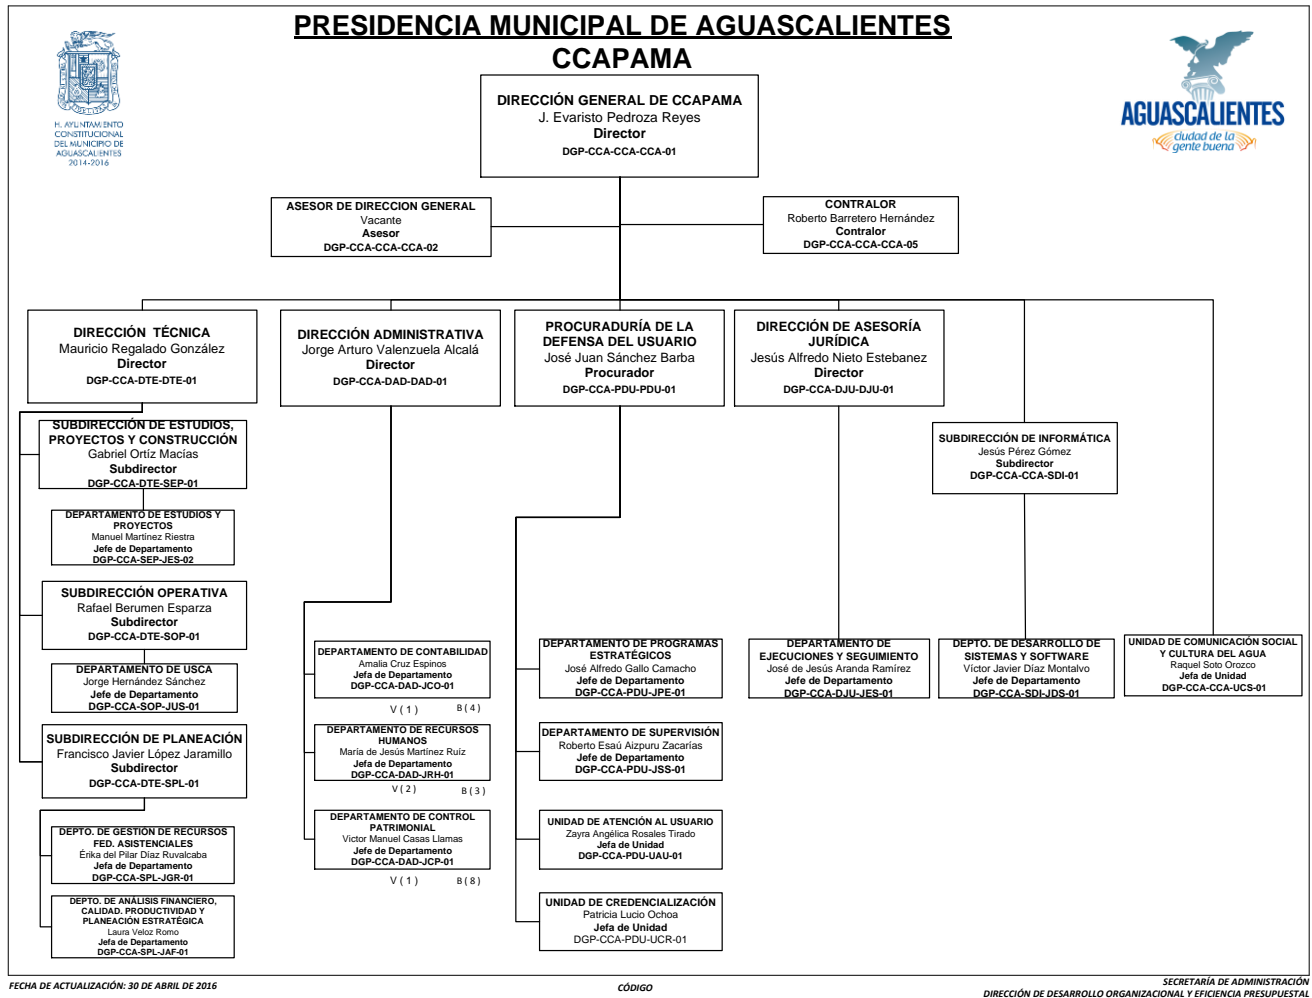 PRESIDENCIA MUNICIPAL DE AGUASCALIENTES
CCAPAMA
H. AYUNTAMIENTO
CONSTITUCIONAL
DEL MUNICIPIO DE
AGUASCALIENTES
2014-2016
AGUASCALIENTES
ciudad de la
gente buena
DIRECCIÓN GENERAL DE CCAPAMA
J. Evaristo Pedroza Reyes
Director
DGP-CCA-CCA-CCA-01
ASESOR DE DIRECCION GENERAL
Vacante
Asesor
DGP-CCA-CCA-CCA-02
CONTRALOR
Roberto Barretero Hernández
Contralor
DGP-CCA-CCA-CCA-05
DIRECCIÓN TÉCNICA
Mauricio Regalado González
Director
DGP-CCA-DTE-DTE-01
DIRECCIÓN ADMINISTRATIVA
Jorge Arturo Valenzuela Alcalá
Director
DGP-CCA-DAD-DAD-01
PROCURADURÍA DE LA
DEFENSA DEL USUARIO
José Juan Sánchez Barba
Procurador
DGP-CCA-PDU-PDU-01
DIRECCIÓN DE ASESORÍA
JURÍDICA
Jesús Alfredo Nieto Estebanez
Director
DGP-CCA-DJU-DJU-01
SUBDIRECCIÓN DE ESTUDIOS,
PROYECTOS Y CONSTRUCCIÓN
Gabriel Ortíz Macías
Subdirector
DGP-CCA-DTE-SEP-01
SUBDIRECCIÓN DE INFORMÁTICA
Jesús Pérez Gómez
Subdirector
DGP-CCA-CCA-SDI-01
DEPARTAMENTO DE ESTUDIOS Y
PROYECTOS
Manuel Martínez Riestra
Jefe de Departamento
DGP-CCA-SEP-JES-02
SUBDIRECCIÓN OPERATIVA
Rafael Berumen Esparza
Subdirector
DGP-CCA-DTE-SOP-01
DEPARTAMENTO DE USCA
Jorge Hernández Sánchez
Jefe de Departamento
DGP-CCA-SOP-JUS-01
SUBDIRECCIÓN DE PLANEACIÓN
Francisco Javier López Jaramillo
Subdirector
DGP-CCA-DTE-SPL-01
DEPTO. DE GESTIÓN DE RECURSOS
FED. ASISTENCIALES
Érika del Pilar Díaz Ruvalcaba
Jefa de Departamento
DGP-CCA-SPL-JGR-01
DEPTO. DE ANÁLISIS FINANCIERO,
CALIDAD. PRODUCTIVIDAD Y
PLANEACIÓN ESTRATÉGICA
Laura Veloz Romo
Jefa de Departamento
DGP-CCA-SPL-JAF-01
DEPARTAMENTO DE CONTABILIDAD
Amalia Cruz Espinos
Jefa de Departamento
DGP-CCA-DAD-JCO-01
V ( 1 ) B ( 4 )
DEPARTAMENTO DE RECURSOS
HUMANOS
María de Jesús Martínez Ruíz
Jefa de Departamento
DGP-CCA-DAD-JRH-01
V ( 2 ) B ( 3 )
DEPARTAMENTO DE CONTROL
PATRIMONIAL
Victor Manuel Casas Llamas
Jefe de Departamento
DGP-CCA-DAD-JCP-01
V ( 1 ) B ( 8 )
DEPARTAMENTO DE PROGRAMAS
ESTRATÉGICOS
José Alfredo Gallo Camacho
Jefe de Departamento
DGP-CCA-PDU-JPE-01
DEPARTAMENTO DE SUPERVISIÓN
Roberto Esaú Aizpuru Zacarías
Jefe de Departamento
DGP-CCA-PDU-JSS-01
UNIDAD DE ATENCIÓN AL USUARIO
Zayra Angélica Rosales Tirado
Jefa de Unidad
DGP-CCA-PDU-UAU-01
UNIDAD DE CREDENCIALIZACIÓN
Patricia Lucio Ochoa
Jefa de Unidad
DGP-CCA-PDU-UCR-01
DEPARTAMENTO DE
EJECUCIONES Y SEGUIMIENTO
José de Jesús Aranda Ramírez
Jefe de Departamento
DGP-CCA-DJU-JES-01
DEPTO. DE DESARROLLO DE
SISTEMAS Y SOFTWARE
Víctor Javier Díaz Montalvo
Jefe de Departamento
DGP-CCA-SDI-JDS-01
UNIDAD DE COMUNICACIÓN SOCIAL
Y CULTURA DEL AGUA
Raquel Soto Orozco
Jefa de Unidad
DGP-CCA-CCA-UCS-01
FECHA DE ACTUALIZACIÓN: 30 DE ABRIL DE 2016
CÓDIGO
SECRETARÍA DE ADMINISTRACIÓN
DIRECCIÓN DE DESARROLLO ORGANIZACIONAL Y EFICIENCIA PRESUPUESTAL